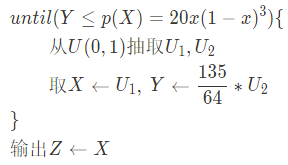 until(Y ≤ p(X) = 20x(1 − x)³){
从U(0, 1)抽取U₁, U₂
取X ← U₁, Y ← 135/64 * U₂
}
输出Z ← X